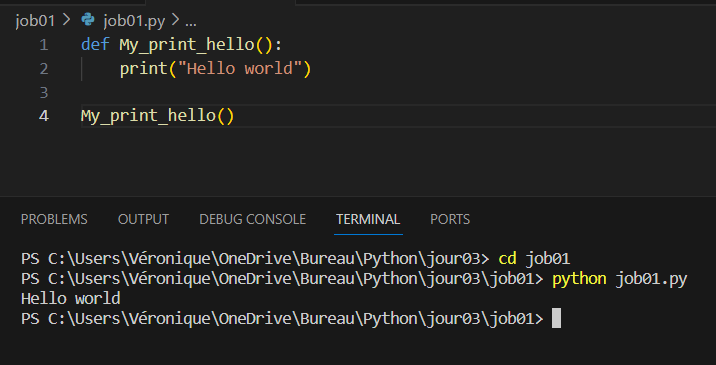 job01 > job01.py > ...
1 def My_print_hello():
2     print("Hello world")
3
4 My_print_hello()
PROBLEMS OUTPUT DEBUG CONSOLE TERMINAL PORTS
PS C:\Users\Véronique\OneDrive\Bureau\Python\jour03> cd job01
PS C:\Users\Véronique\OneDrive\Bureau\Python\jour03\job01> python job01.py
Hello world
PS C:\Users\Véronique\OneDrive\Bureau\Python\jour03\job01>